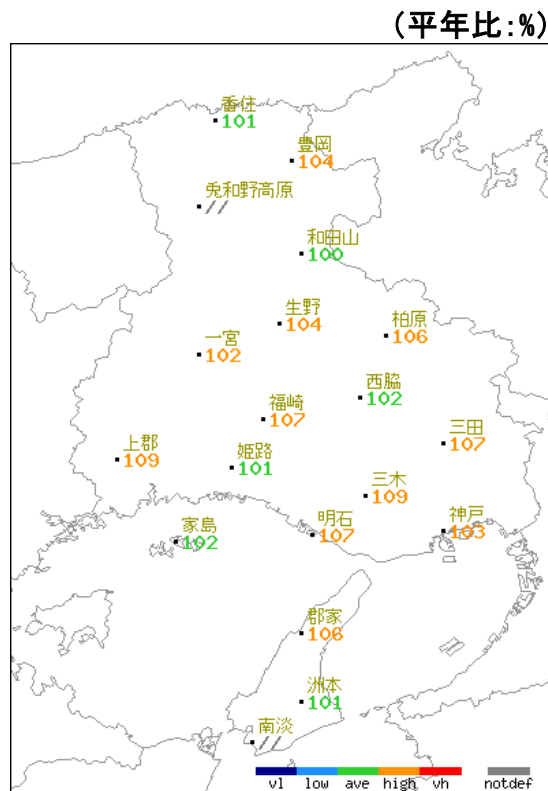 (平年比:%)
香住
101
豊岡
104
兎和野高原
//
和田山
100
生野
104
柏原
106
一宮
102
西脇
102
福崎
107
三田
107
上郡
109
姫路
101
三木
109
家島
102
明石
107
神戸
103
郡家
106
洲本
101
南淡
//
vl low ave high vh notdef